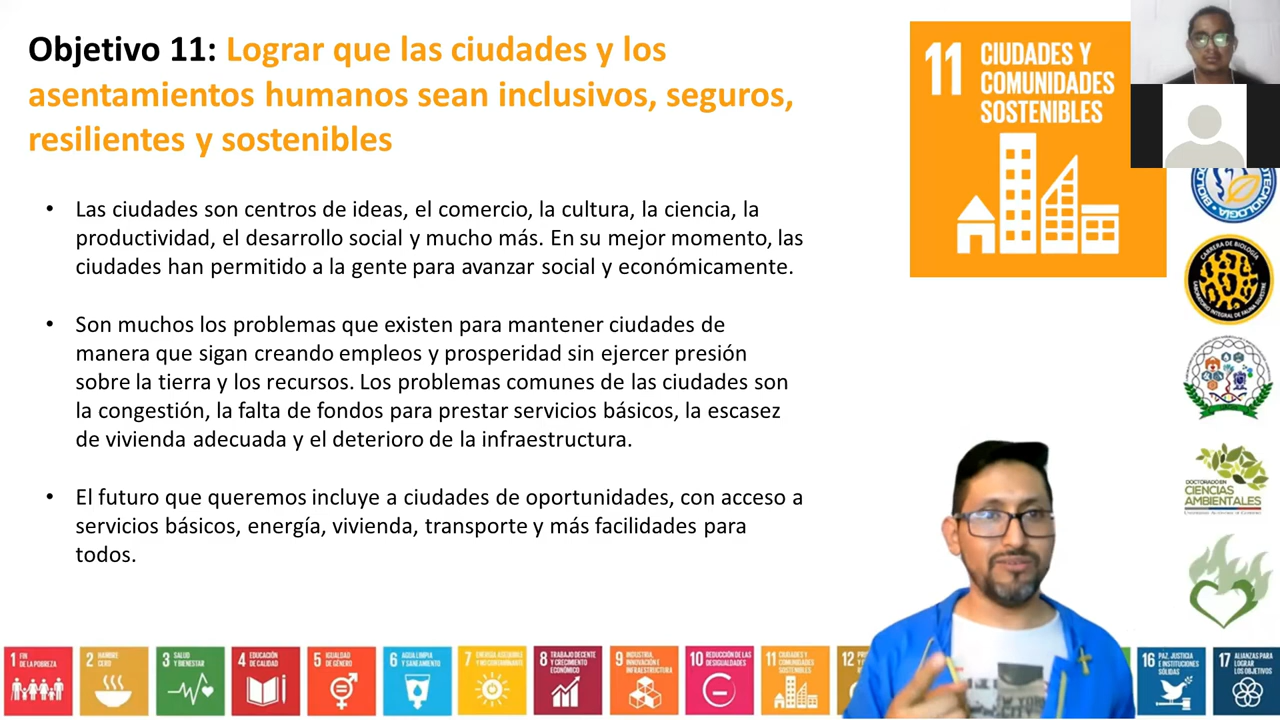 Objetivo 11: Lograr que las ciudades y los
asentamientos humanos sean inclusivos, seguros,
resilientes y sostenibles
11 CIUDADES Y
COMUNIDADES
SOSTENIBLES
• Las ciudades son centros de ideas, el comercio, la cultura, la ciencia, la
productividad, el desarrollo social y mucho más. En su mejor momento, las
ciudades han permitido a la gente para avanzar social y económicamente.
• Son muchos los problemas que existen para mantener ciudades de
manera que sigan creando empleos y prosperidad sin ejercer presión
sobre la tierra y los recursos. Los problemas comunes de las ciudades son
la congestión, la falta de fondos para prestar servicios básicos, la escasez
de vivienda adecuada y el deterioro de la infraestructura.
• El futuro que queremos incluye a ciudades de oportunidades, con acceso a
servicios básicos, energía, vivienda, transporte y más facilidades para
todos.
CARRERA DE BIOLOGÍA
LABORATORIO INTEGRAL DE FAUNA SILVESTRE
DOCTORADO EN
CIENCIAS
AMBIENTALES
1 FIN
DE LA POBREZA
2 HAMBRE
CERO
3 SALUD
Y BIENESTAR
4 EDUCACIÓN
DE CALIDAD
5 IGUALDAD
DE GÉNERO
6 AGUA LIMPIA
Y SANEAMIENTO
7 ENERGÍA ASEQUIBLE
Y NO CONTAMINANTE
8 TRABAJO DECENTE
Y CRECIMIENTO
ECONÓMICO
9 INDUSTRIA,
INNOVACIÓN E
INFRAESTRUCTURA
10 REDUCCIÓN DE LAS
DESIGUALDADES
11 CIUDADES Y
COMUNIDADES
SOSTENIBLES
12
16 PAZ, JUSTICIA
E INSTITUCIONES
SÓLIDAS
17 ALIANZAS PARA
LOGRAR
LOS OBJETIVOS